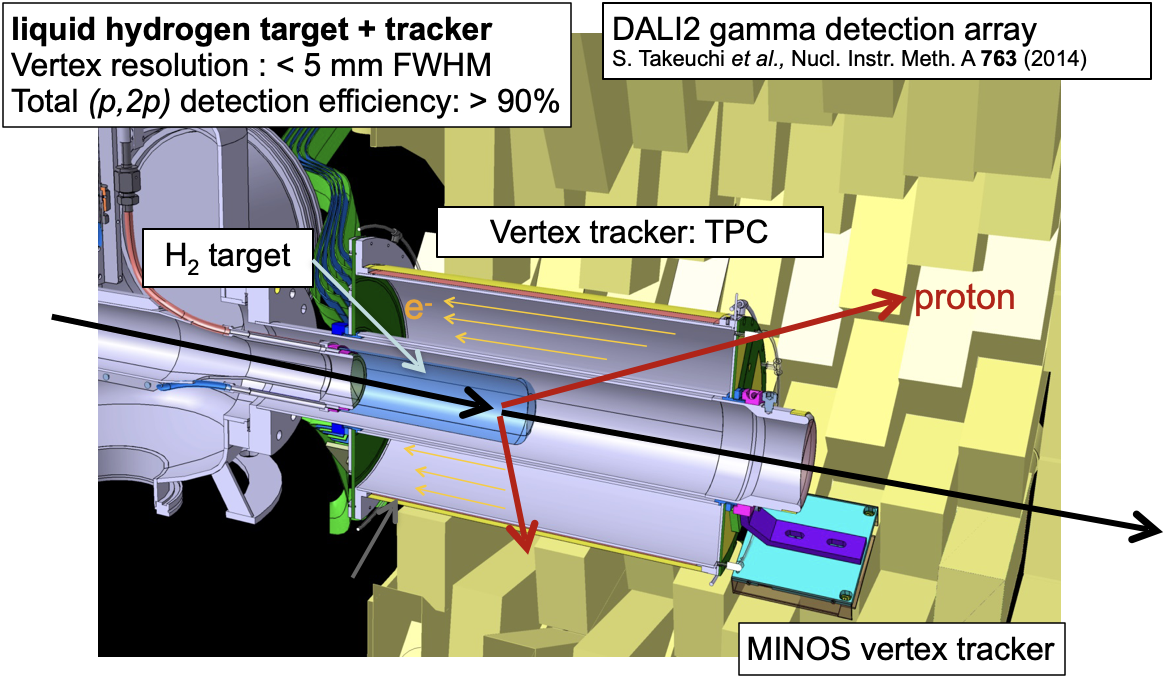 liquid hydrogen target + tracker
Vertex resolution : < 5 mm FWHM
Total (p,2p) detection efficiency: > 90%
DALI2 gamma detection array
S. Takeuchi et al., Nucl. Instr. Meth. A 763 (2014)
Vertex tracker: TPC
H₂ target
e⁻
proton
MINOS vertex tracker